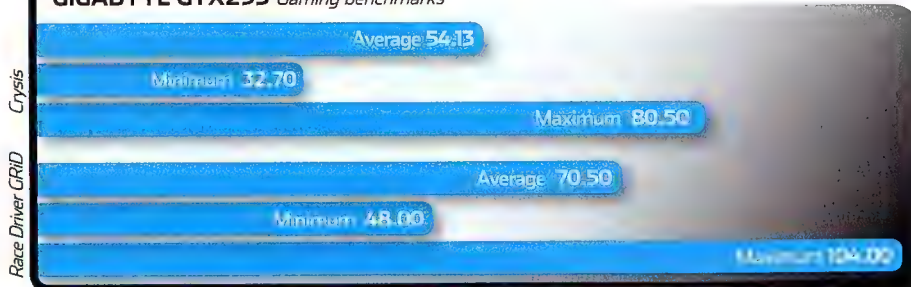 GIGABYTE GTX295 Gaming benchmarks
Crysis
Average 54.13
Minimum 32.70
Maximum 80.50
Race Driver GRiD
Average 70.50
Minimum 48.00
Maximum 104.00